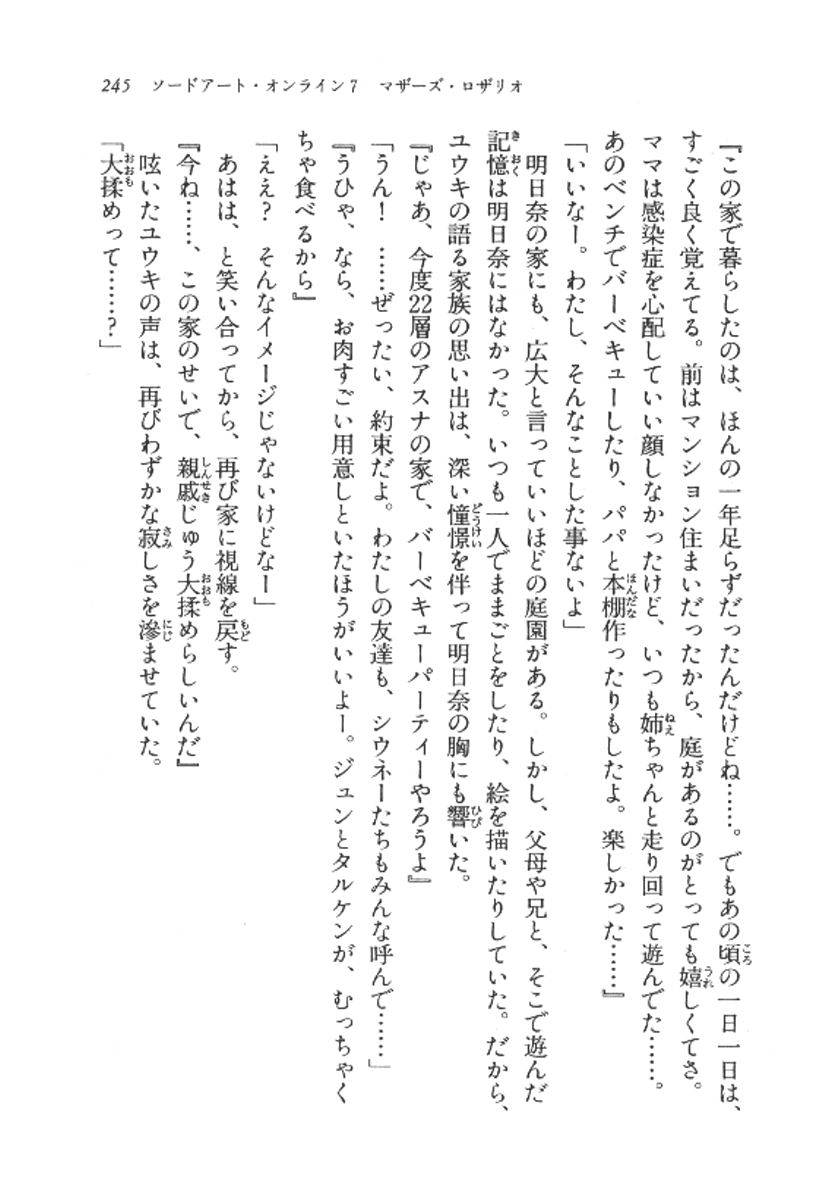 245　ソードアート・オンライン7　マザーズ・ロザリオ
『この家で暮らしたのは、ほんの一年足らずだったんだけどね……。でもあの頃の一日一日は、
すごく良く覚えてる。前はマンション住まいだったから、庭があるのがとっても嬉しくてさ。
ママは感染症を心配していい顔しなかったけど、いつも姉ちゃんと走り回って遊んでた……。
あのベンチでバーベキューしたり、パパと本棚作ったりもしたよ。楽しかった……』
「いいなー。わたし、そんなことした事ないよ」
　明日奈の家にも、広大と言っていいほどの庭園がある。しかし、父母や兄と、そこで遊んだ
記憶は明日奈にはなかった。いつも一人でままごとをしたり、絵を描いたりしていた。だから、
ユウキの語る家族の思い出は、深い憧憬を伴って明日奈の胸にも響いた。
『じゃあ、今度22層のアスナの家で、バーベキューパーティーやろうよ』
「うん！　……ぜったい、約束だよ。わたしの友達も、シウネーたちもみんな呼んで……」
『うひゃ、なら、お肉すごい用意しといたほうがいいよー。ジュンとタルケンが、むっちゃく
ちゃ食べるから』
「ええ？　そんなイメージじゃないけどなー」
　あはは、と笑い合ってから、再び家に視線を戻す。
『今ね……、この家のせいで、親戚じゅう大揉めらしいんだ』
　呟いたユウキの声は、再びわずかな寂しさを滲ませていた。
「大揉めって……？」